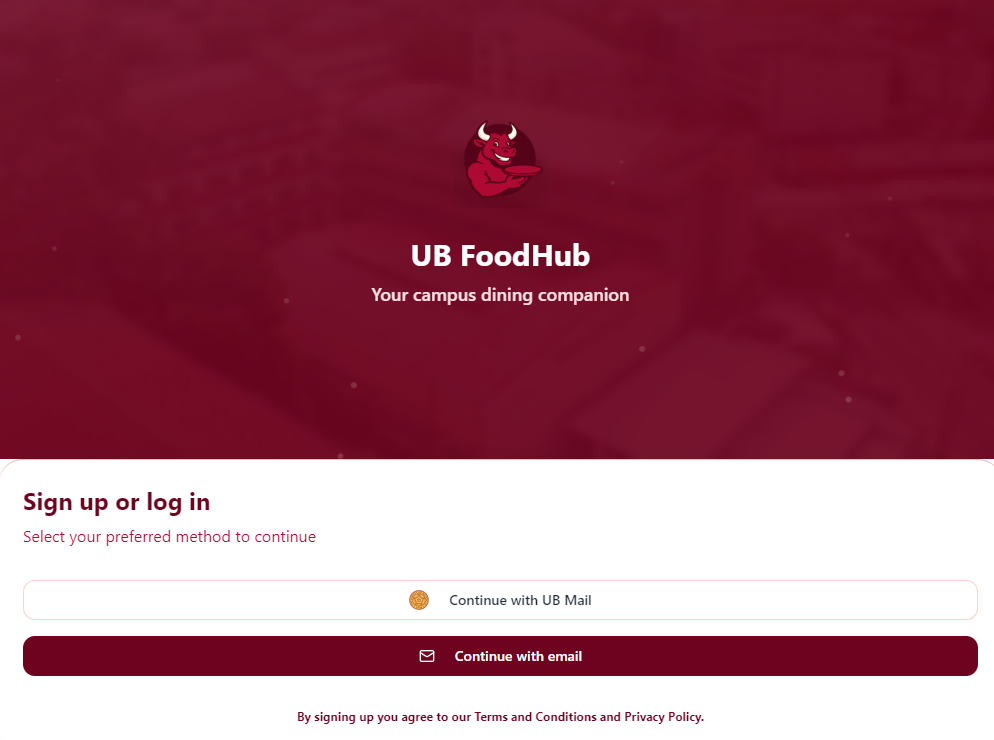 UB FoodHub
Your campus dining companion
Sign up or log in
Select your preferred method to continue
Continue with UB Mail
Continue with email
By signing up you agree to our Terms and Conditions and Privacy Policy.